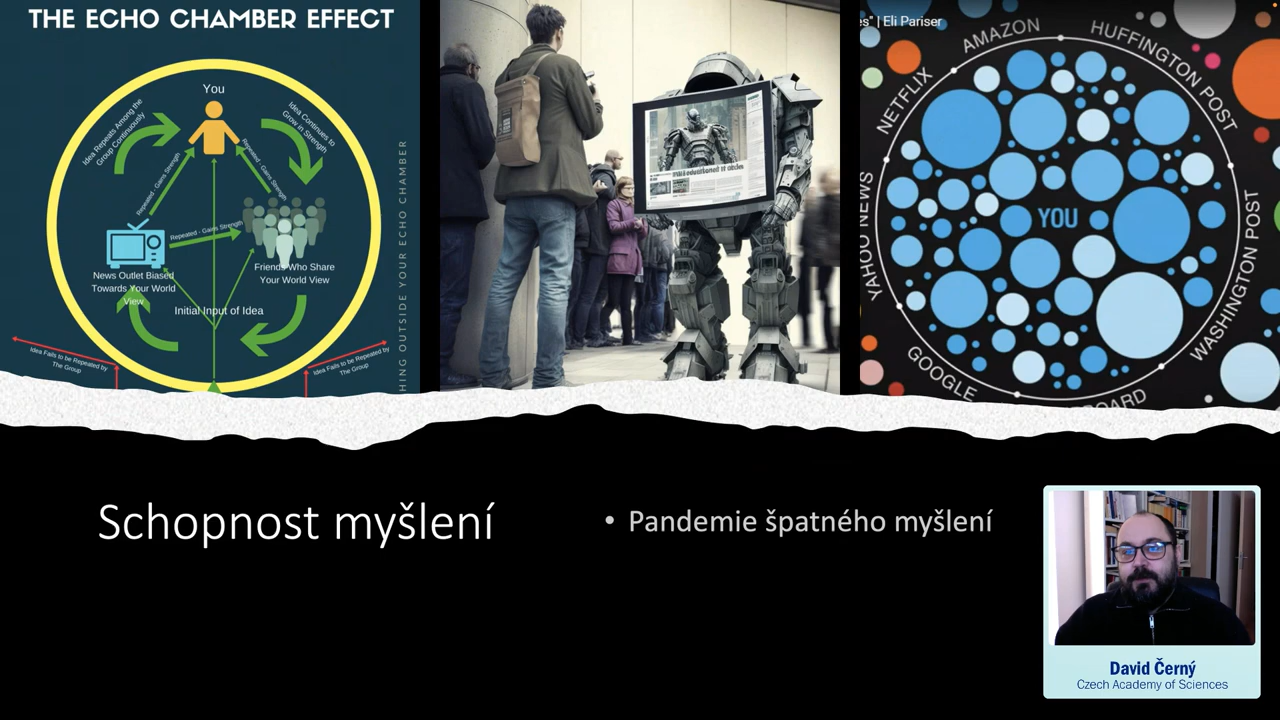 THE ECHO CHAMBER EFFECT
You
Idea Repeats Among the
Group Continuously
Idea Continues to
Grow in Strength
Repeated - Gains Strength
Repeated - Gains Strength
Repeated - Gains Strength
News Outlet Biased
Towards Your World
View
Friends Who Share
Your World View
Initial Input of Idea
Idea Fails to be Repeated by
The Group
Idea Fails to be Repeated by
The Group
HING OUTSIDE YOUR ECHO CHAMBER
es" | Eli Pariser
AMAZON
HUFFINGTON POST
NETFLIX
YAHOO NEWS
YOU
WASHINGTON POST
GOOGLE
Schopnost myšlení
• Pandemie špatného myšlení
David Černý
Czech Academy of Sciences